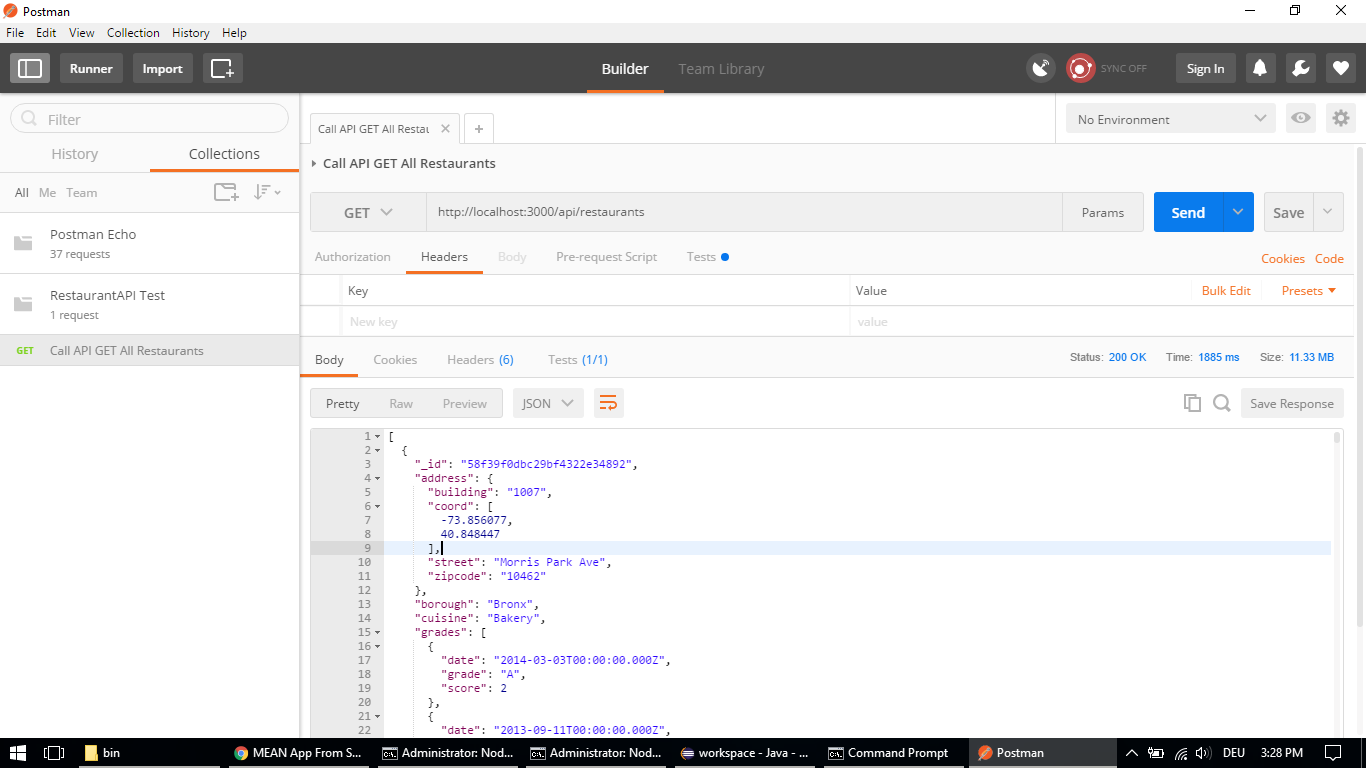 Postman
File Edit View Collection History Help
Runner Import Builder Team Library SYNC OFF Sign In
Filter
History Collections
All Me Team
Postman Echo
37 requests
RestaurantAPI Test
1 request
GET Call API GET All Restaurants
Call API GET All Restau × + No Environment
Call API GET All Restaurants
GET http://localhost:3000/api/restaurants Params Send Save
Authorization Headers Body Pre-request Script Tests Cookies Code
Key Value Bulk Edit Presets
New key value
Body Cookies Headers (6) Tests (1/1) Status: 200 OK Time: 1885 ms Size: 11.33 MB
Pretty Raw Preview JSON Save Response
1 [
2 {
3 "_id": "58f39f0dbc29bf4322e34892",
4 "address": {
5 "building": "1007",
6 "coord": [
7 -73.856077,
8 40.848447
9 ],
10 "street": "Morris Park Ave",
11 "zipcode": "10462"
12 },
13 "borough": "Bronx",
14 "cuisine": "Bakery",
15 "grades": [
16 {
17 "date": "2014-03-03T00:00:00.000Z",
18 "grade": "A",
19 "score": 2
20 },
21 {
22 "date": "2013-09-11T00:00:00.000Z",
bin MEAN App From S... Administrator: Nod... Administrator: Nod... workspace - Java - ... Command Prompt Postman DEU 3:28 PM